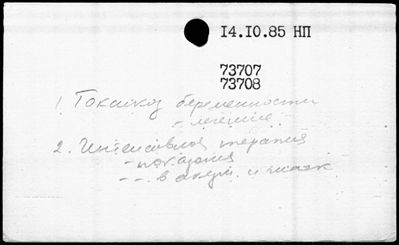 14.10.85 НП
73707
73708
1. Токсикоз беременности
- лечение
2. Интенсивная терапия
- показания
- - в акуш. и гинек